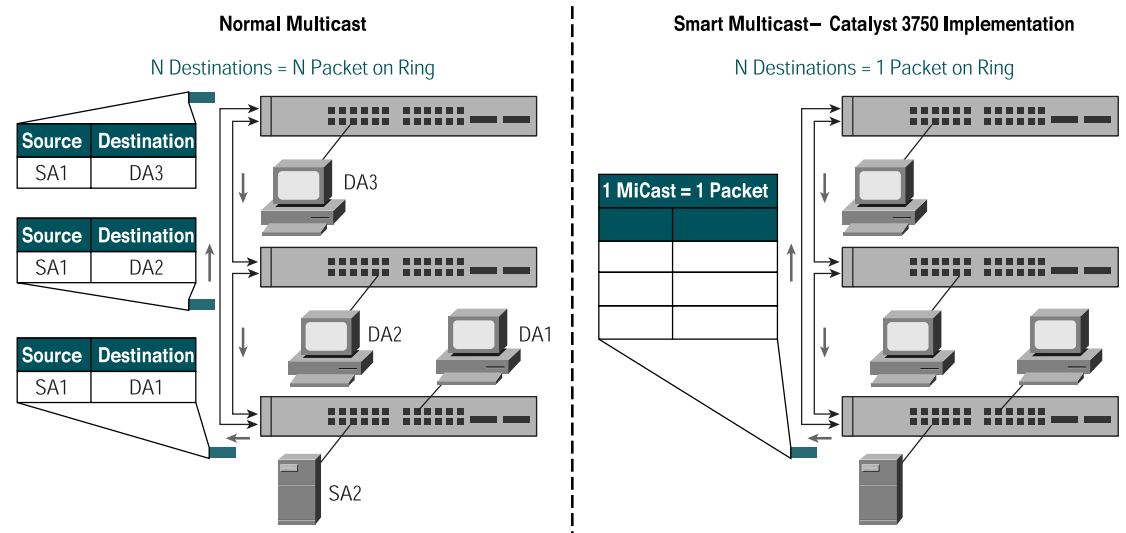 Normal Multicast
N Destinations = N Packet on Ring
Source Destination
SA1 DA3
DA3
Source Destination
SA1 DA2
DA2
DA1
Source Destination
SA1 DA1
SA2
Smart Multicast– Catalyst 3750 Implementation
N Destinations = 1 Packet on Ring
1 MiCast = 1 Packet